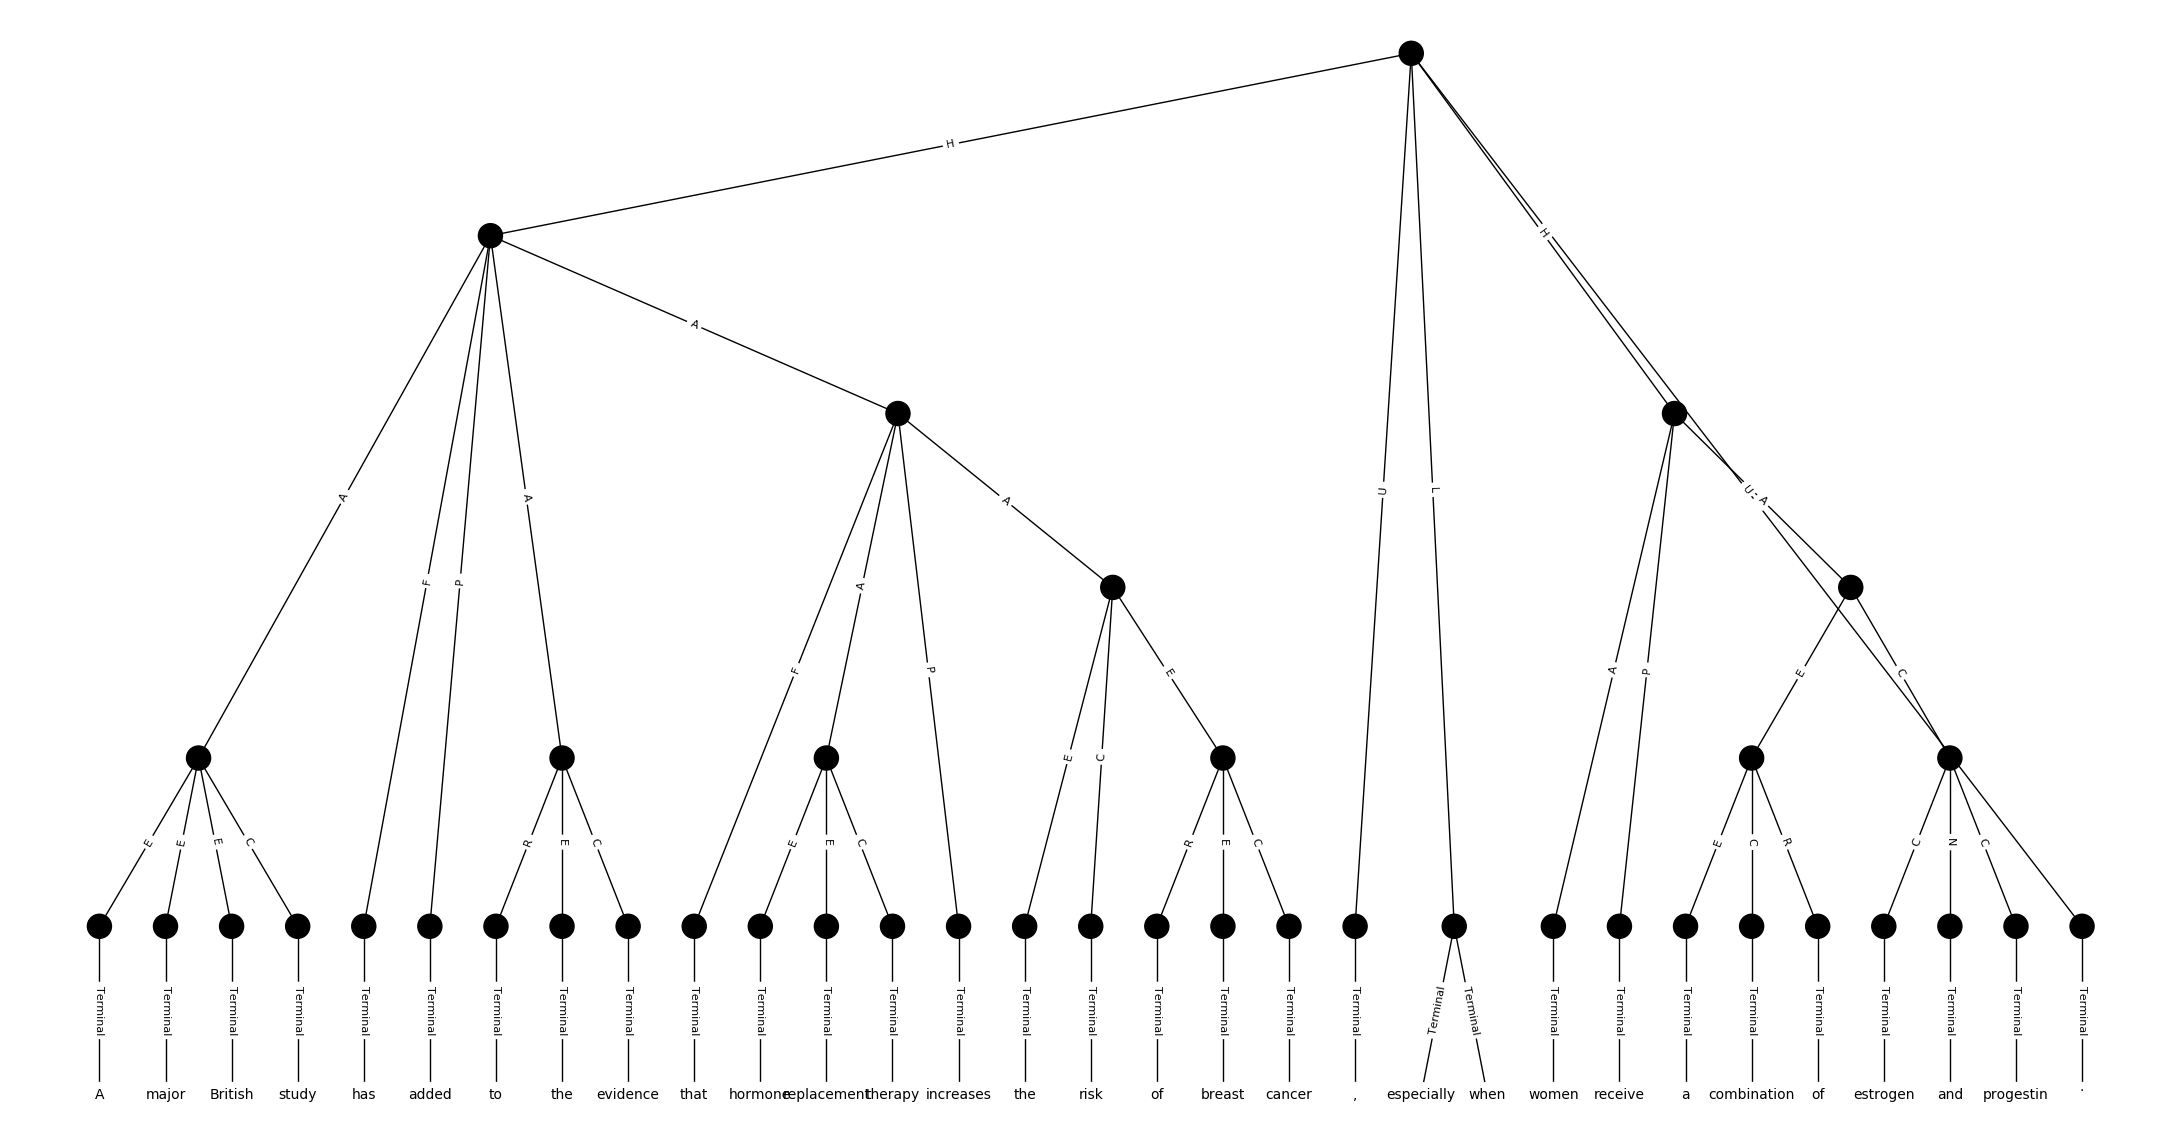 H
A
H
A
F
P
A
F
A
P
A
U
L
A
P
U
A
E
C
E
C
E
E
E
E
C
R
E
C
E
E
C
R
E
C
E
C
R
C
N
C
Terminal Terminal Terminal Terminal Terminal Terminal Terminal Terminal Terminal Terminal Terminal Terminal Terminal Terminal Terminal Terminal Terminal Terminal Terminal Terminal Terminal Terminal Terminal Terminal Terminal Terminal Terminal Terminal Terminal Terminal Terminal
A major British study has added to the evidence that hormone replacement therapy increases the risk of breast cancer , especially when women receive a combination of estrogen and progestin .